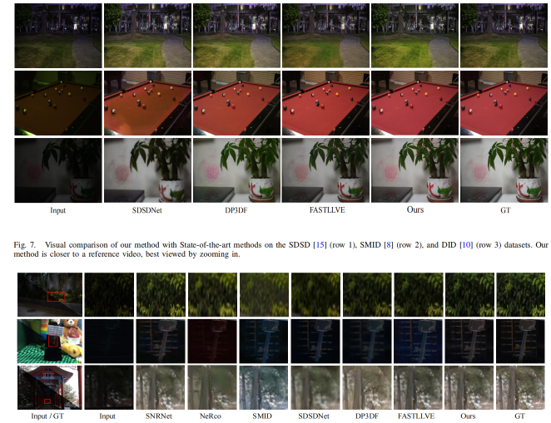 Input SDSDNet DP3DF FASTLLVE Ours GT
Fig. 7. Visual comparison of our method with State-of-the-art methods on the SDSD [15] (row 1), SMID [8] (row 2), and DID [10] (row 3) datasets. Our
method is closer to a reference video, best viewed by zooming in.
Input / GT Input SNRNet NeRco SMID SDSDNet DP3DF FASTLLVE Ours GT